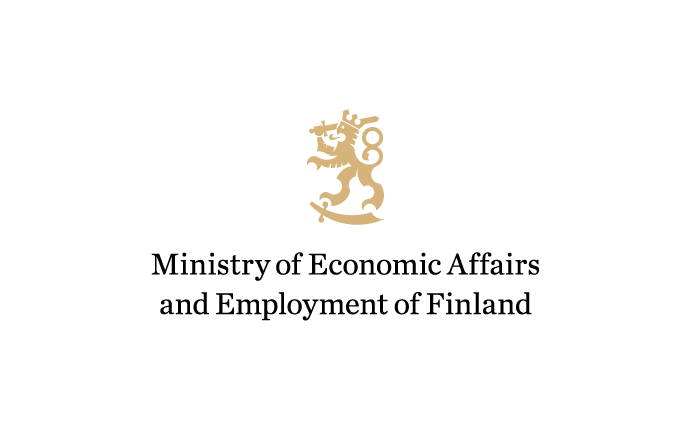 Ministry of Economic Affairs
and Employment of Finland